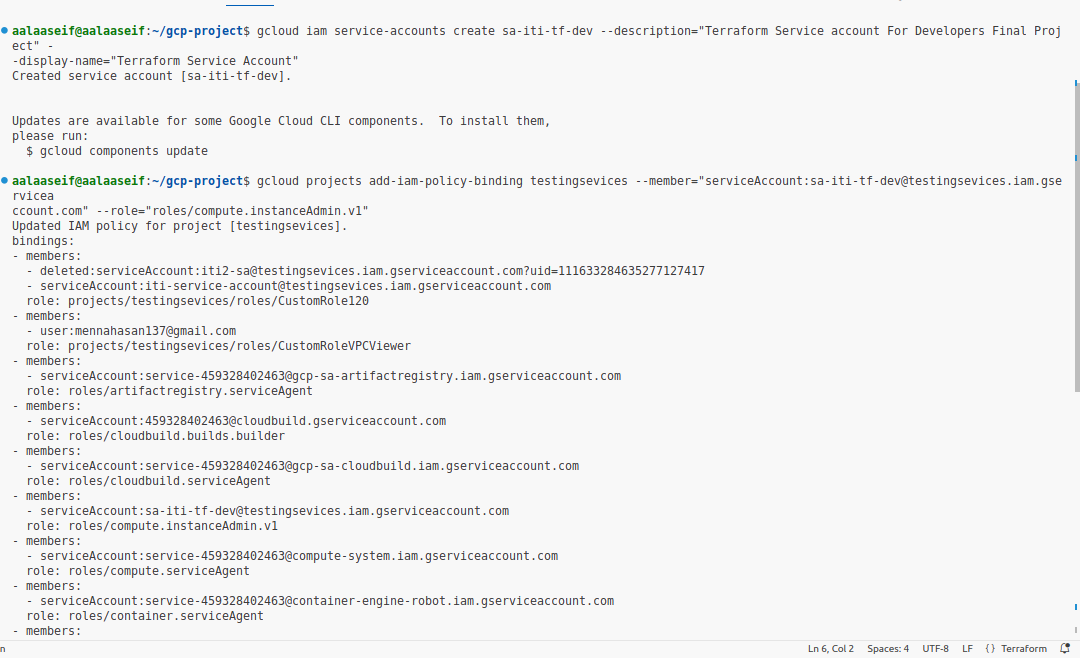 aalaaseif@aalaaseif:~/gcp-project$ gcloud iam service-accounts create sa-iti-tf-dev --description="Terraform Service account For Developers Final Proj
ect" -
-display-name="Terraform Service Account"
Created service account [sa-iti-tf-dev].
Updates are available for some Google Cloud CLI components.  To install them,
please run:
  $ gcloud components update
aalaaseif@aalaaseif:~/gcp-project$ gcloud projects add-iam-policy-binding testingsevices --member="serviceAccount:sa-iti-tf-dev@testingsevices.iam.gse
rvicea
ccount.com" --role="roles/compute.instanceAdmin.v1"
Updated IAM policy for project [testingsevices].
bindings:
- members:
  - deleted:serviceAccount:iti2-sa@testingsevices.iam.gserviceaccount.com?uid=111633284635277127417
  - serviceAccount:iti-service-account@testingsevices.iam.gserviceaccount.com
  role: projects/testingsevices/roles/CustomRole120
- members:
  - user:mennahasan137@gmail.com
  role: projects/testingsevices/roles/CustomRoleVPCViewer
- members:
  - serviceAccount:service-459328402463@gcp-sa-artifactregistry.iam.gserviceaccount.com
  role: roles/artifactregistry.serviceAgent
- members:
  - serviceAccount:459328402463@cloudbuild.gserviceaccount.com
  role: roles/cloudbuild.builds.builder
- members:
  - serviceAccount:service-459328402463@gcp-sa-cloudbuild.iam.gserviceaccount.com
  role: roles/cloudbuild.serviceAgent
- members:
  - serviceAccount:sa-iti-tf-dev@testingsevices.iam.gserviceaccount.com
  role: roles/compute.instanceAdmin.v1
- members:
  - serviceAccount:service-459328402463@compute-system.iam.gserviceaccount.com
  role: roles/compute.serviceAgent
- members:
  - serviceAccount:service-459328402463@container-engine-robot.iam.gserviceaccount.com
  role: roles/container.serviceAgent
- members:
n Ln 6, Col 2 Spaces: 4 UTF-8 LF {} Terraform